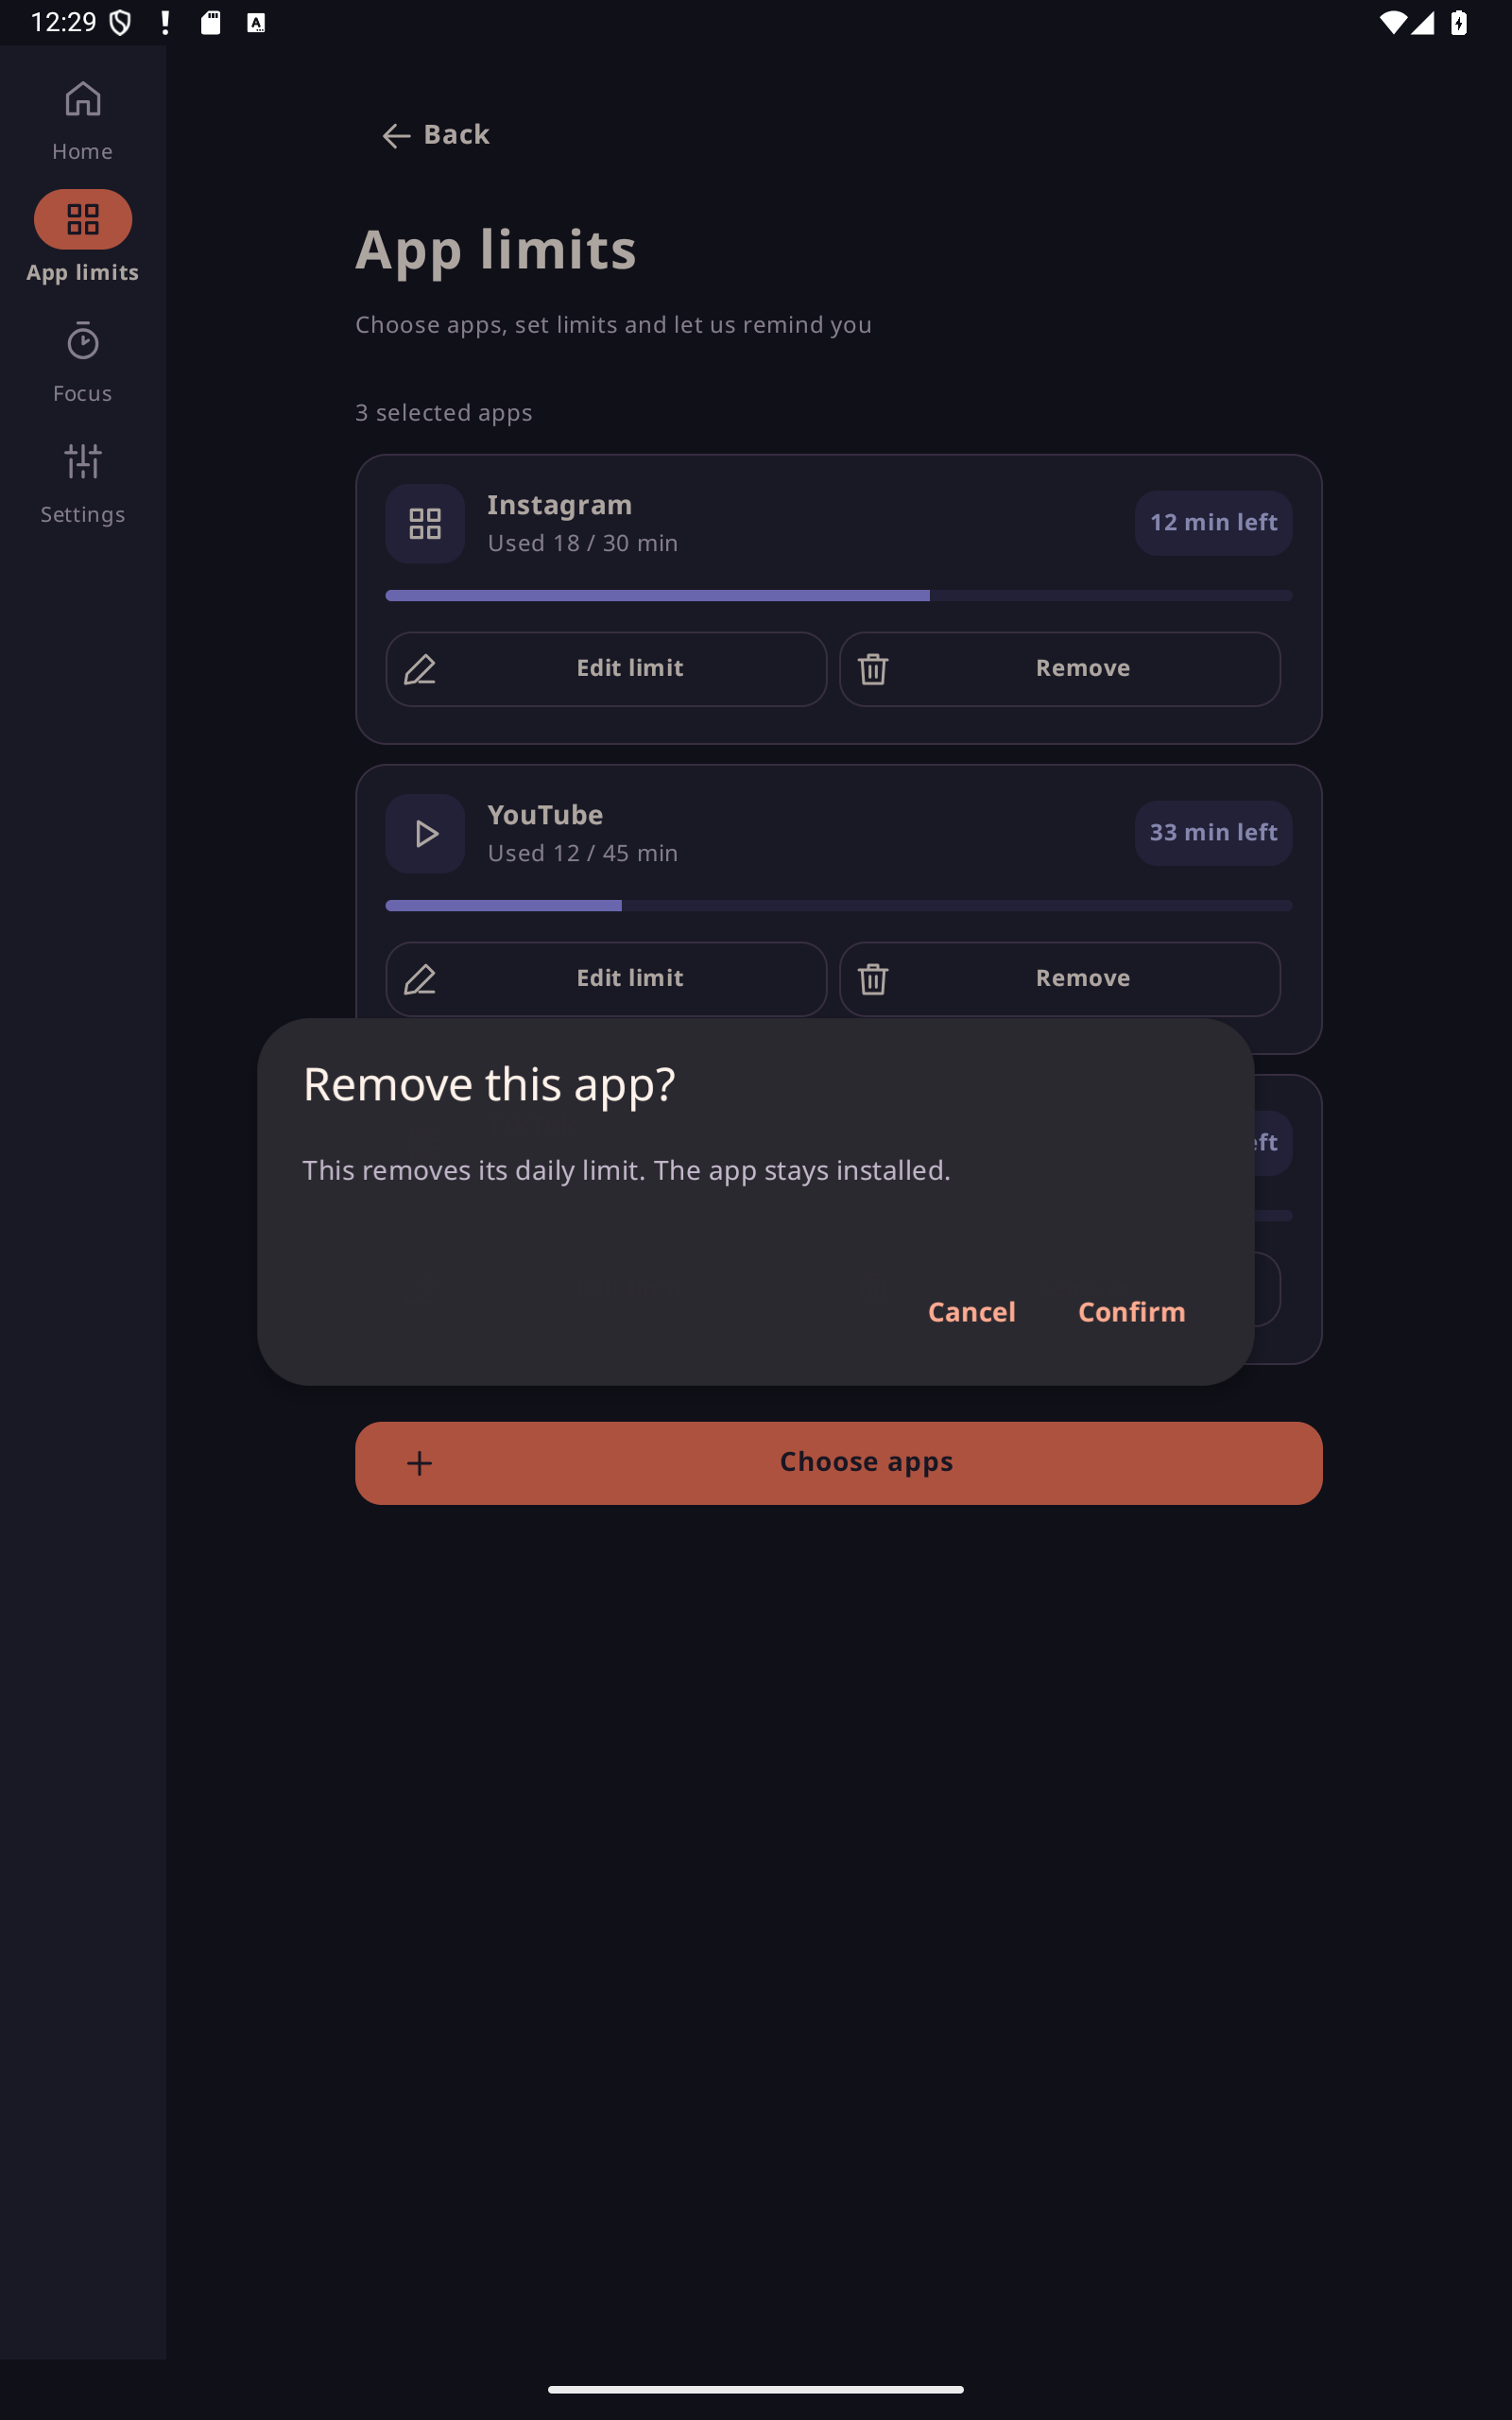 12:29
Home
App limits
Focus
Settings
Back
App limits
Choose apps, set limits and let us remind you
3 selected apps
Instagram
Used 18 / 30 min
12 min left
Edit limit
Remove
YouTube
Used 12 / 45 min
33 min left
Edit limit
Remove
Remove this app?
This removes its daily limit. The app stays installed.
Cancel
Confirm
Choose apps